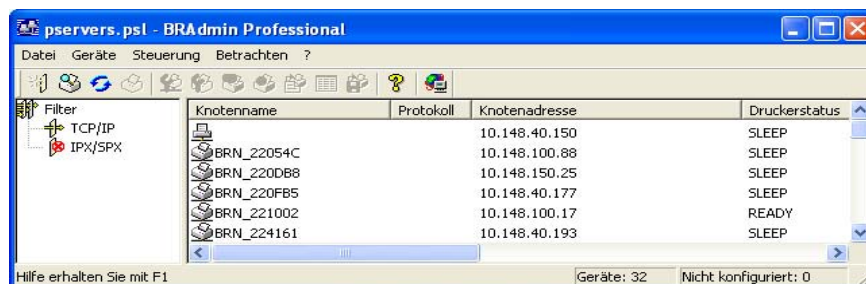 pservers.psl - BRAdmin Professional
Datei Geräte Steuerung Betrachten ?
Filter
TCP/IP
IPX/SPX
Knotenname Protokoll Knotenadresse Druckerstatus
10.148.40.150 SLEEP
BRN_22054C 10.148.100.88 SLEEP
BRN_220DB8 10.148.150.25 SLEEP
BRN_220FB5 10.148.40.177 SLEEP
BRN_221002 10.148.100.17 READY
BRN_224161 10.148.40.193 SLEEP
Hilfe erhalten Sie mit F1 Geräte: 32 Nicht konfiguriert: 0